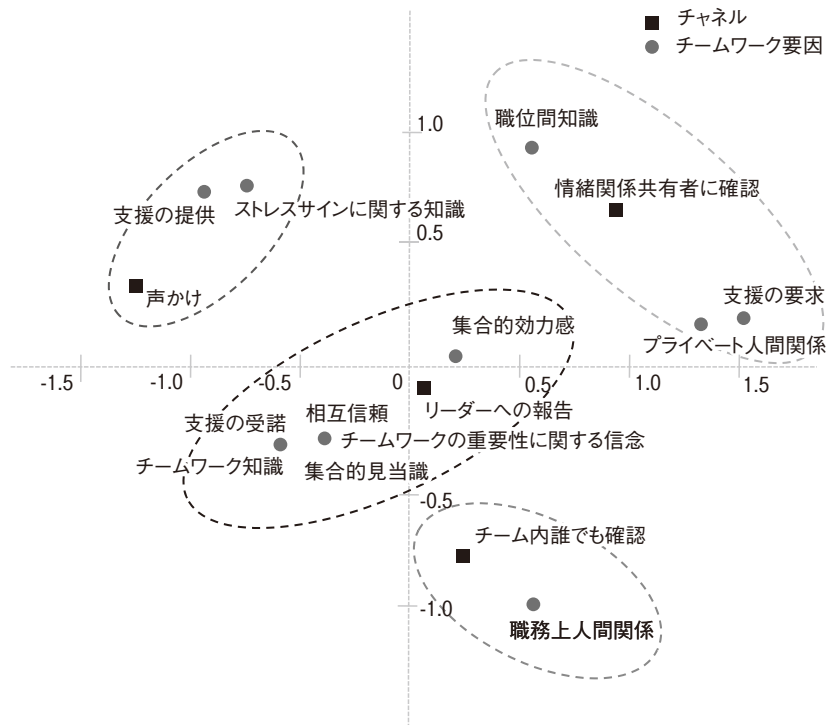 チャネル
チームワーク要因
1.0
職位間知識
情緒関係共有者に確認
支援の提供
ストレスサインに関する知識
0.5
声かけ
支援の要求
集合的効力感
プライベート人間関係
-1.5
-1.0
-0.5
0
0.5
1.0
1.5
リーダーへの報告
支援の受諾
相互信頼
チームワークの重要性に関する信念
チームワーク知識
集合的見当識
-0.5
チーム内誰でも確認
-1.0
職務上人間関係